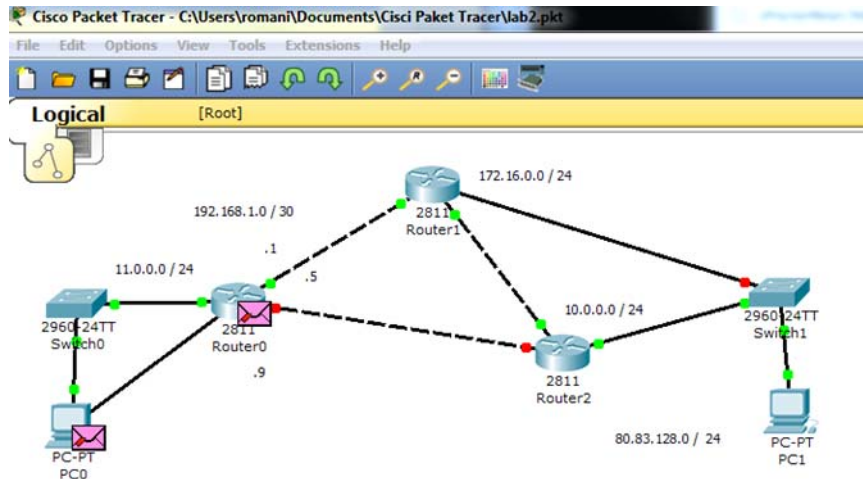 Cisco Packet Tracer - C:\Users\romani\Documents\Cisci Paket Tracer\lab2.pkt
File Edit Options View Tools Extensions Help
Logical [Root]
172.16.0.0 / 24
2811
Router1
192.168.1.0 / 30
.1
.5
11.0.0.0 / 24
2960-24TT
Switch0
2811
Router0
.9
10.0.0.0 / 24
2960-24TT
Switch1
2811
Router2
80.83.128.0 / 24
PC-PT
PC0
PC-PT
PC1